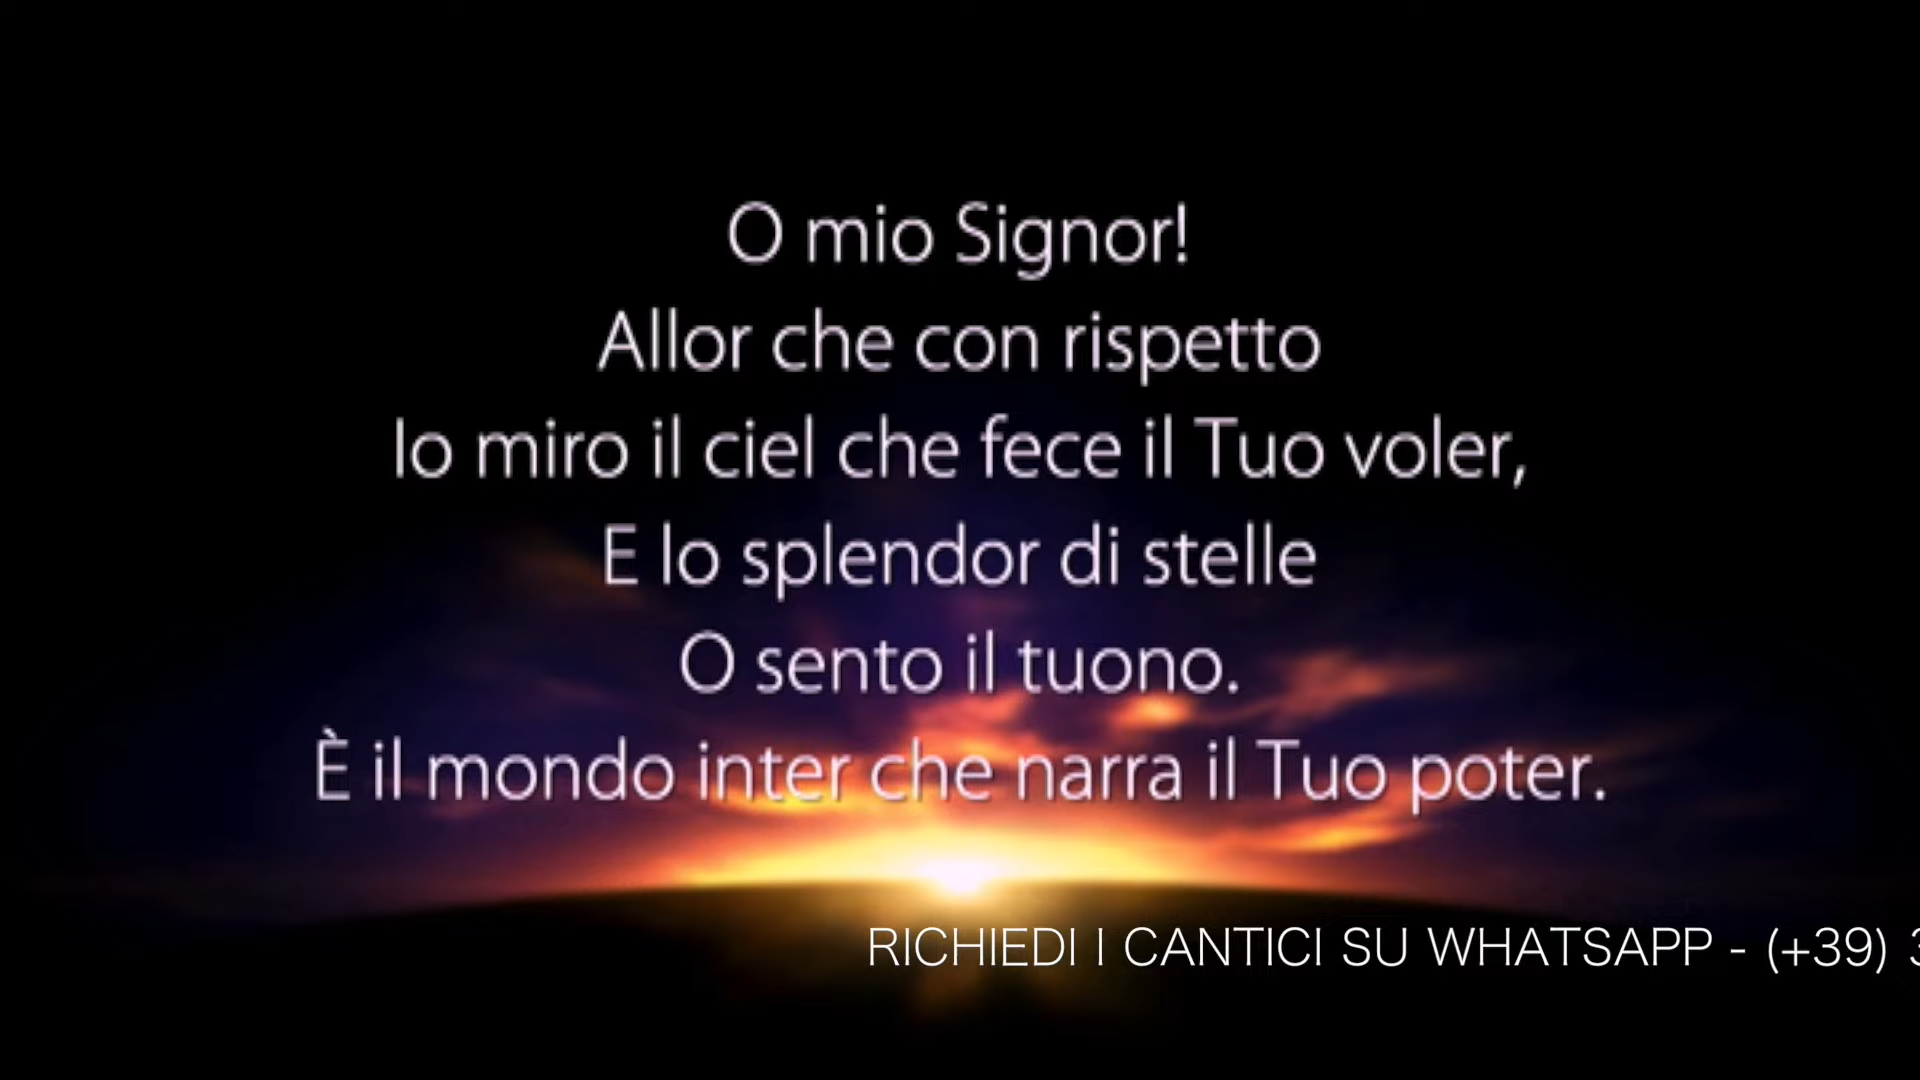 O mio Signor!
Allor che con rispetto
Io miro il ciel che fece il Tuo voler,
E lo splendor di stelle
O sento il tuono.
È il mondo inter che narra il Tuo poter.
RICHIEDI I CANTICI SU WHATSAPP - (+39)